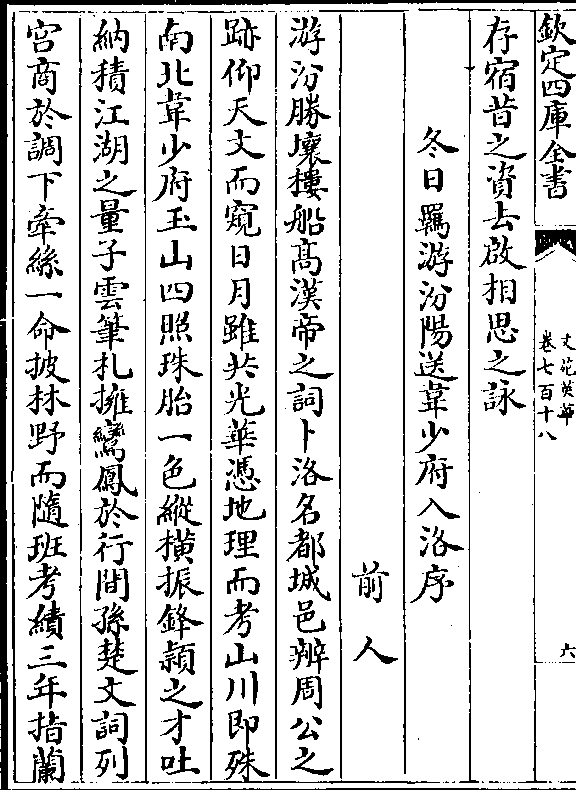 欽定四庫全書
文苑英華
卷七百十八
六
存宿昔之資去啟相思之詠
冬日羈游汾陽送韋少府入洛序
前人
游汾勝壤樓船髙漢帝之詞卜洛名都城邑辦周公之
跡仰天文而窺日月雖共光華憑地理而考山川即殊
南北韋少府玉山四照珠胎一色縱横振鋒穎之才吐
納積江湖之量子雲筆札擁鸞鳳於行間孫楚文詞列
宫商於調下牽絲一命披林野而隨班考績三年指蘭